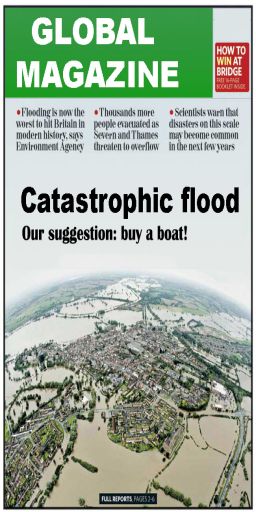 GLOBAL
MAGAZINE
HOW TO
WIN AT
BRIDGE
FREE 16-PAGE
BOOKLET INSIDE
•Flooding is now the
worst to hit Britain in
modern history, says
Environment Agency
•Thousands more
people evacuated as
Severn and Thames
threaten to overflow
•Scientists warn that
disasters on this scale
may become common
in the next few years
Catastrophic flood
Our suggestion: buy a boat!
FULL REPORTS, PAGES 2-6